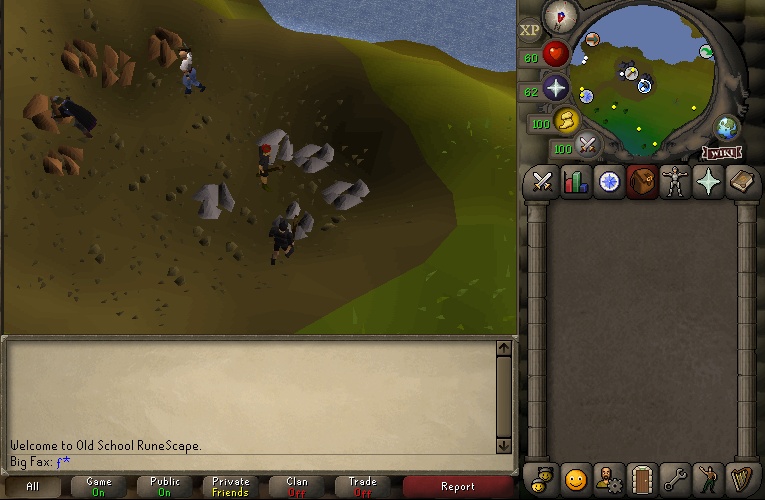 XP
60
62
100
100
WIKI
Welcome to Old School RuneScape.
Big Fax: f*
All
Game
On
Public
On
Private
Friends
Clan
Off
Trade
Off
Report